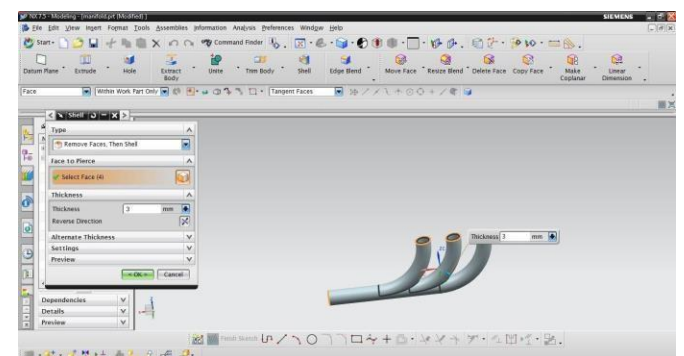 NX 7.5 - Modeling - [manifold.prt (Modified) ]
SIEMENS
File Edit View Insert Format Tools Assemblies Information Analysis Preferences Window Help
Start Command Finder
Datum Plane Extrude Hole Extract Body Unite Trim Body Shell Edge Blend Move Face Resize Blend Delete Face Copy Face Make Coplanar Linear Dimension
Face Within Work Part Only Tangent Faces
Shell
Type
Remove Faces, Then Shell
Face to Pierce
Select Face (4)
Thickness
Thickness 3 mm
Thickness 3 mm
Reverse Direction
Alternate Thickness
Settings
Preview
OK Cancel
Dependencies
Details
Preview
Finish Sketch